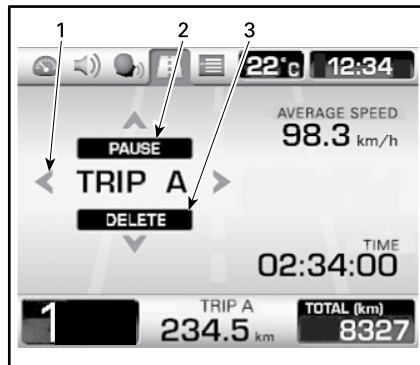 1 2 3
22°c 12:34
AVERAGE SPEED
98.3 km/h
PAUSE
TRIP A
DELETE
TIME
02:34:00
1
TRIP A
234.5 km
TOTAL (km)
8327